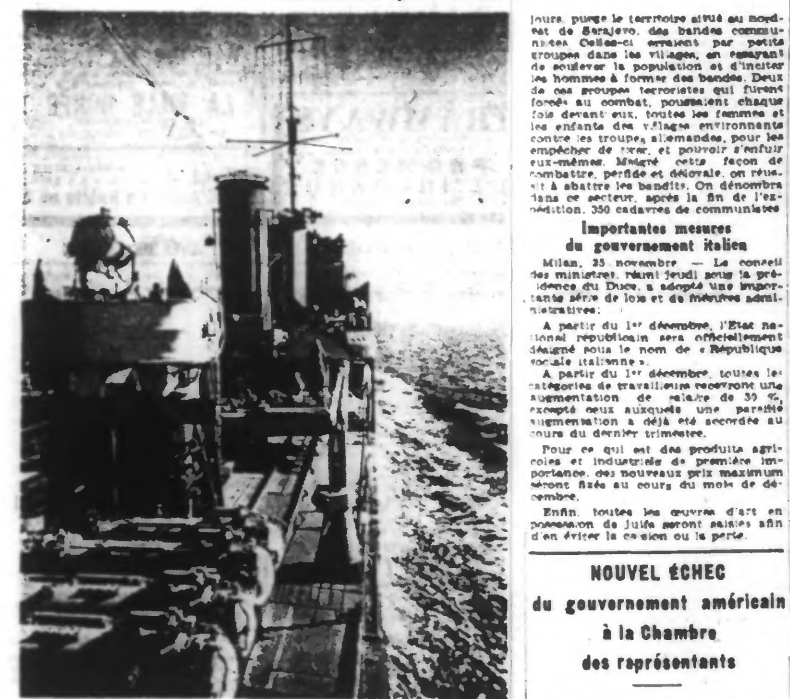 jours, purge le territoire situé au nord-
est de Sarajevo, des bandes commu-
nistes Celles-ci erraient par petits
groupes dans les villages, en essayant
de soulever la population et d'inciter
les hommes à former des bandes. Deux
de ces groupes terroristes qui furent
forcés au combat, poussaient chaque
fois devant eux, toutes les femmes et
les enfants des villages environnants
contre les troupes allemandes, pour les
empêcher de tirer, et pouvoir s'enfuir
eux-mêmes. Malgré cette façon de
combattre, perfide et déloyale, on réus-
sit à abattre les bandits. On dénombra
dans ce secteur, après la fin de l'ex-
pédition, 350 cadavres de communistes
Importantes mesures
du gouvernement italien
Milan, 25 novembre — Le conseil
des ministres, réuni jeudi sous la pré-
sidence du Duce, a adopté une impor-
tante série de lois et de mesures admi-
nistratives:
A partir du 1er décembre, l'Etat na-
tional républicain sera officiellement
désigné sous le nom de « République
sociale italienne ».
A partir du 1er décembre, toutes les
catégories de travailleurs recevront une
augmentation de salaire de 30 %,
excepté ceux auxquels une pareille
augmentation a déjà été accordée au
cours du dernier trimestre.
Pour ce qui est des produits agri-
coles et industriels de première im-
portance, des nouveaux prix maximum
seront fixés au cours du mois de dé-
cembre.
Enfin, toutes les œuvres d'art en
possession de juifs seront saisies afin
d'en éviter la cession ou la perte.
NOUVEL ÉCHEC
du gouvernement américain
à la Chambre
des représentants